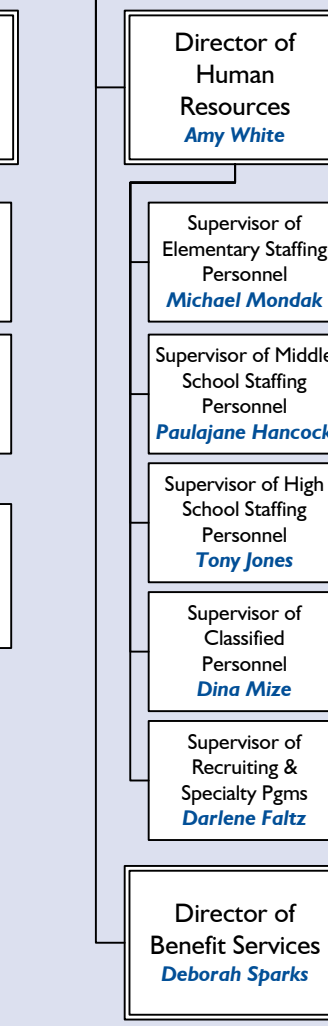 Director of
Human
Resources
Amy White
Supervisor of
Elementary Staffing
Personnel
Michael Mondak
Supervisor of Middle
School Staffing
Personnel
Paulajane Hancock
Supervisor of High
School Staffing
Personnel
Tony Jones
Supervisor of
Classified
Personnel
Dina Mize
Supervisor of
Recruiting &
Specialty Pgms
Darlene Faltz
Director of
Benefit Services
Deborah Sparks